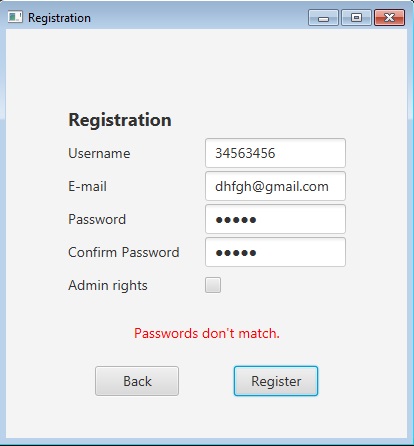 Registration
Registration
Username 34563456
E-mail dhfgh@gmail.com
Password ●●●●●
Confirm Password ●●●●●
Admin rights
Passwords don't match.
Back Register